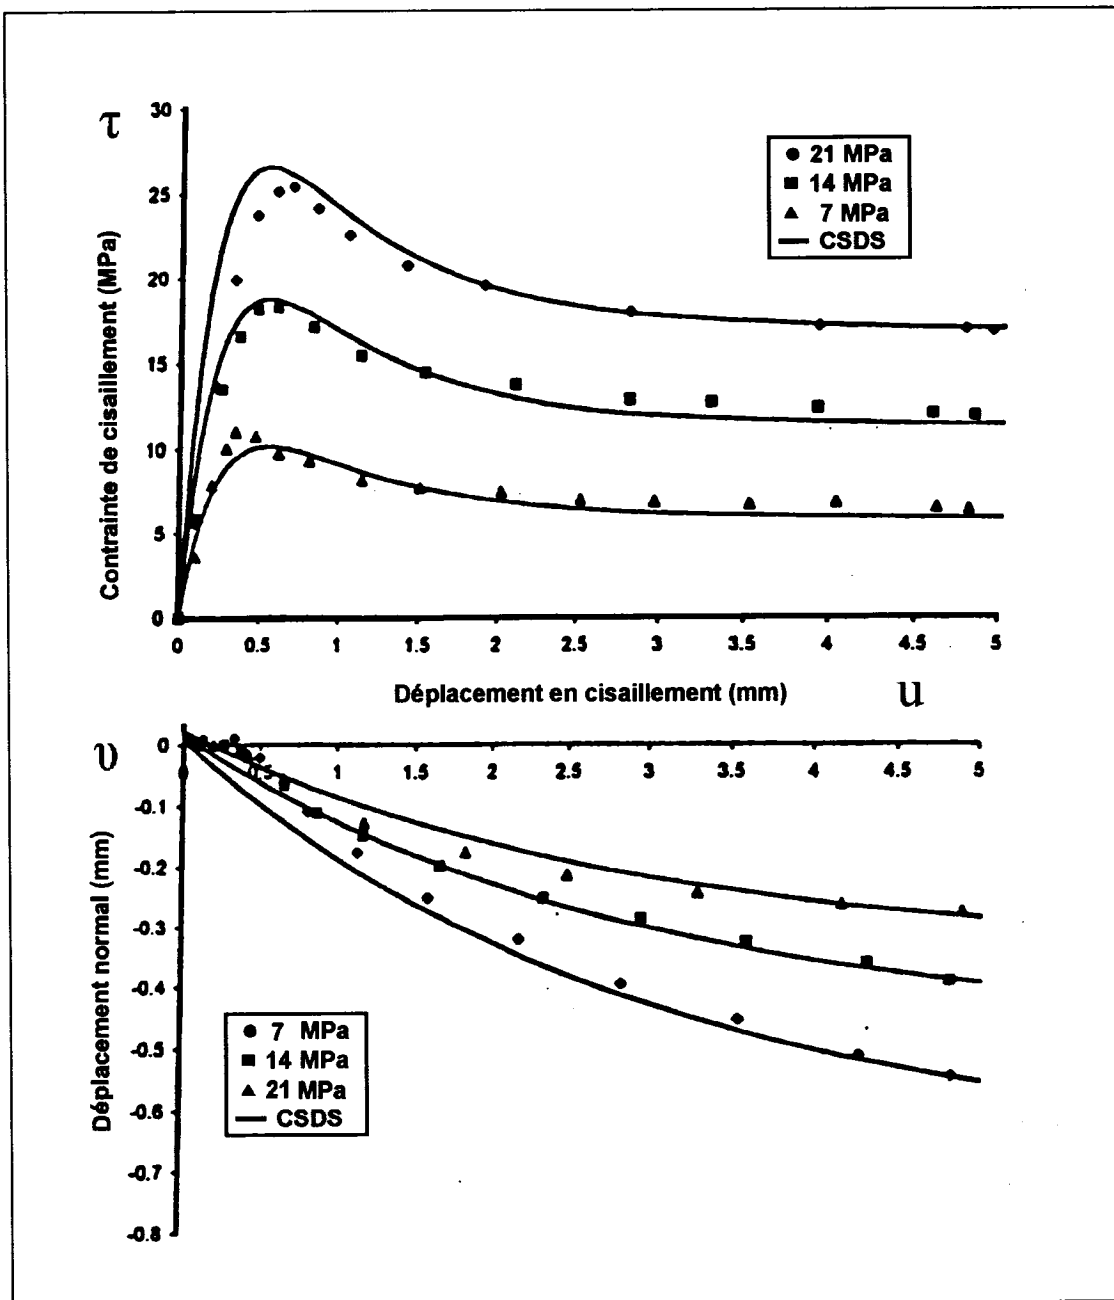 τ
Contrainte de cisaillement (MPa)
30
25
20
15
10
5
0
21 MPa
14 MPa
7 MPa
CSDS
0 0.5 1 1.5 2 2.5 3 3.5 4 4.5 5
Déplacement en cisaillement (mm) u
υ
Déplacement normal (mm)
0
-0.1
-0.2
-0.3
-0.4
-0.5
-0.6
-0.7
-0.8
0 0.5 1 1.5 2 2.5 3 3.5 4 4.5 5
7 MPa
14 MPa
21 MPa
CSDS